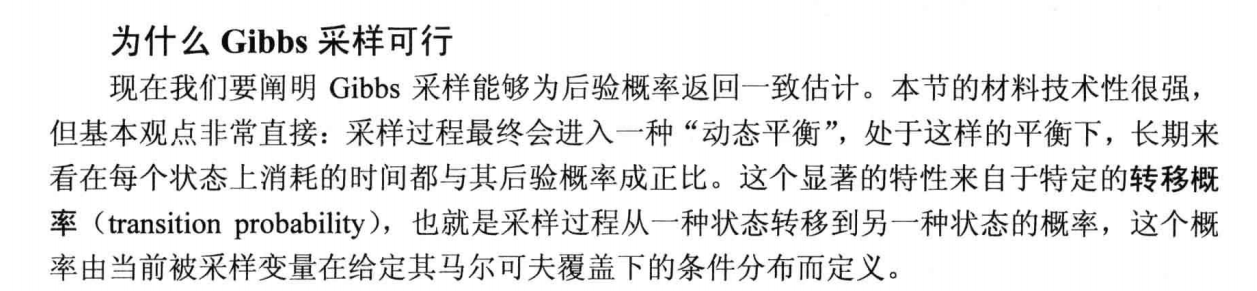 为什么 Gibbs 采样可行
现在我们要阐明 Gibbs 采样能够为后验概率返回一致估计。本节的材料技术性很强，
但基本观点非常直接：采样过程最终会进入一种“动态平衡”，处于这样的平衡下，长期来
看在每个状态上消耗的时间都与其后验概率成正比。这个显著的特性来自于特定的转移概
率（transition probability），也就是采样过程从一种状态转移到另一种状态的概率，这个概
率由当前被采样变量在给定其马尔可夫覆盖下的条件分布而定义。